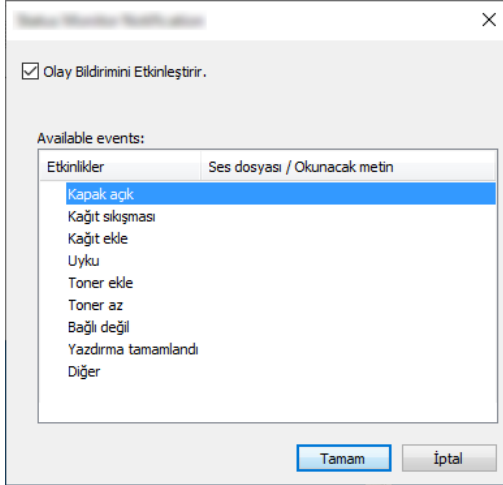 Olay Bildirimini Etkinleştir.
Available events:
Etkinlikler Ses dosyası / Okunacak metin
Kapak açık
Kağıt sıkışması
Kağıt ekle
Uyku
Toner ekle
Toner az
Bağlı değil
Yazdırma tamamlandı
Diğer
Tamam İptal